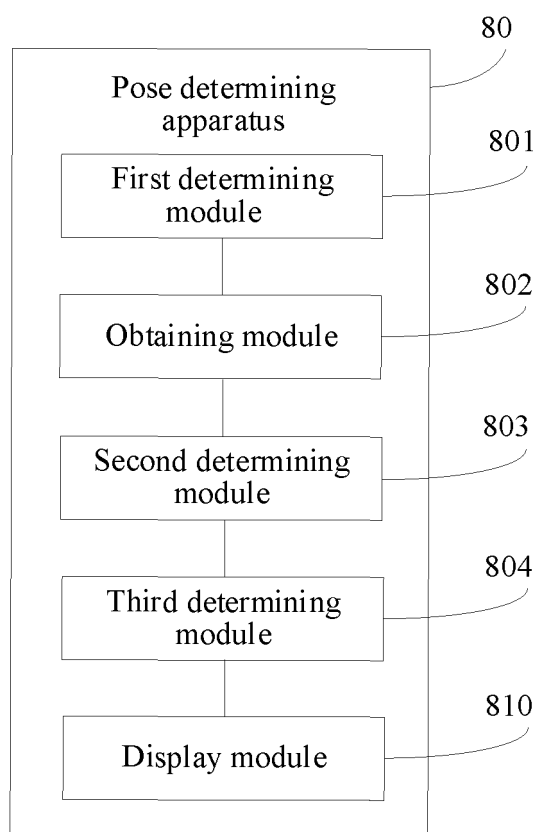 80
Pose determining
apparatus
801
First determining
module
802
Obtaining module
803
Second determining
module
804
Third determining
module
810
Display module